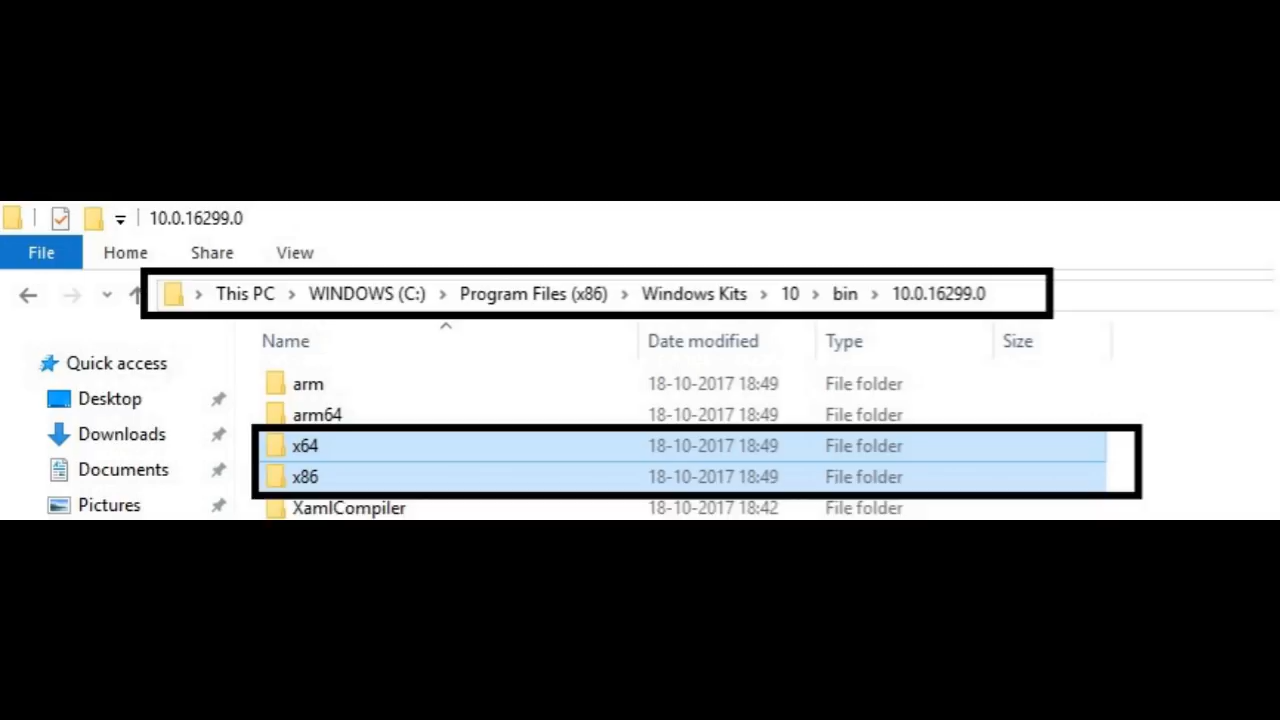 10.0.16299.0
File Home Share View
This PC > WINDOWS (C:) > Program Files (x86) > Windows Kits > 10 > bin > 10.0.16299.0
Name Date modified Type Size
Quick access
Desktop
Downloads
Documents
Pictures
arm 18-10-2017 18:49 File folder
arm64 18-10-2017 18:49 File folder
x64 18-10-2017 18:49 File folder
x86 18-10-2017 18:49 File folder
XamlCompiler 18-10-2017 18:42 File folder